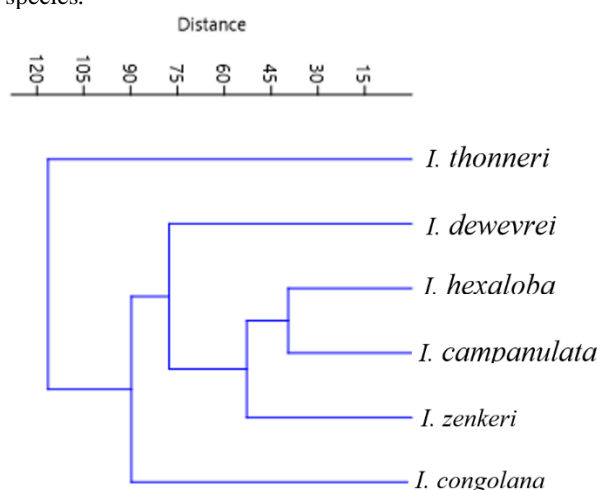 species.
Distance
120 105 90 75 60 45 30 15
I. thonneri
I. dewevrei
I. hexaloba
I. campanulata
I. zenkeri
I. congolana